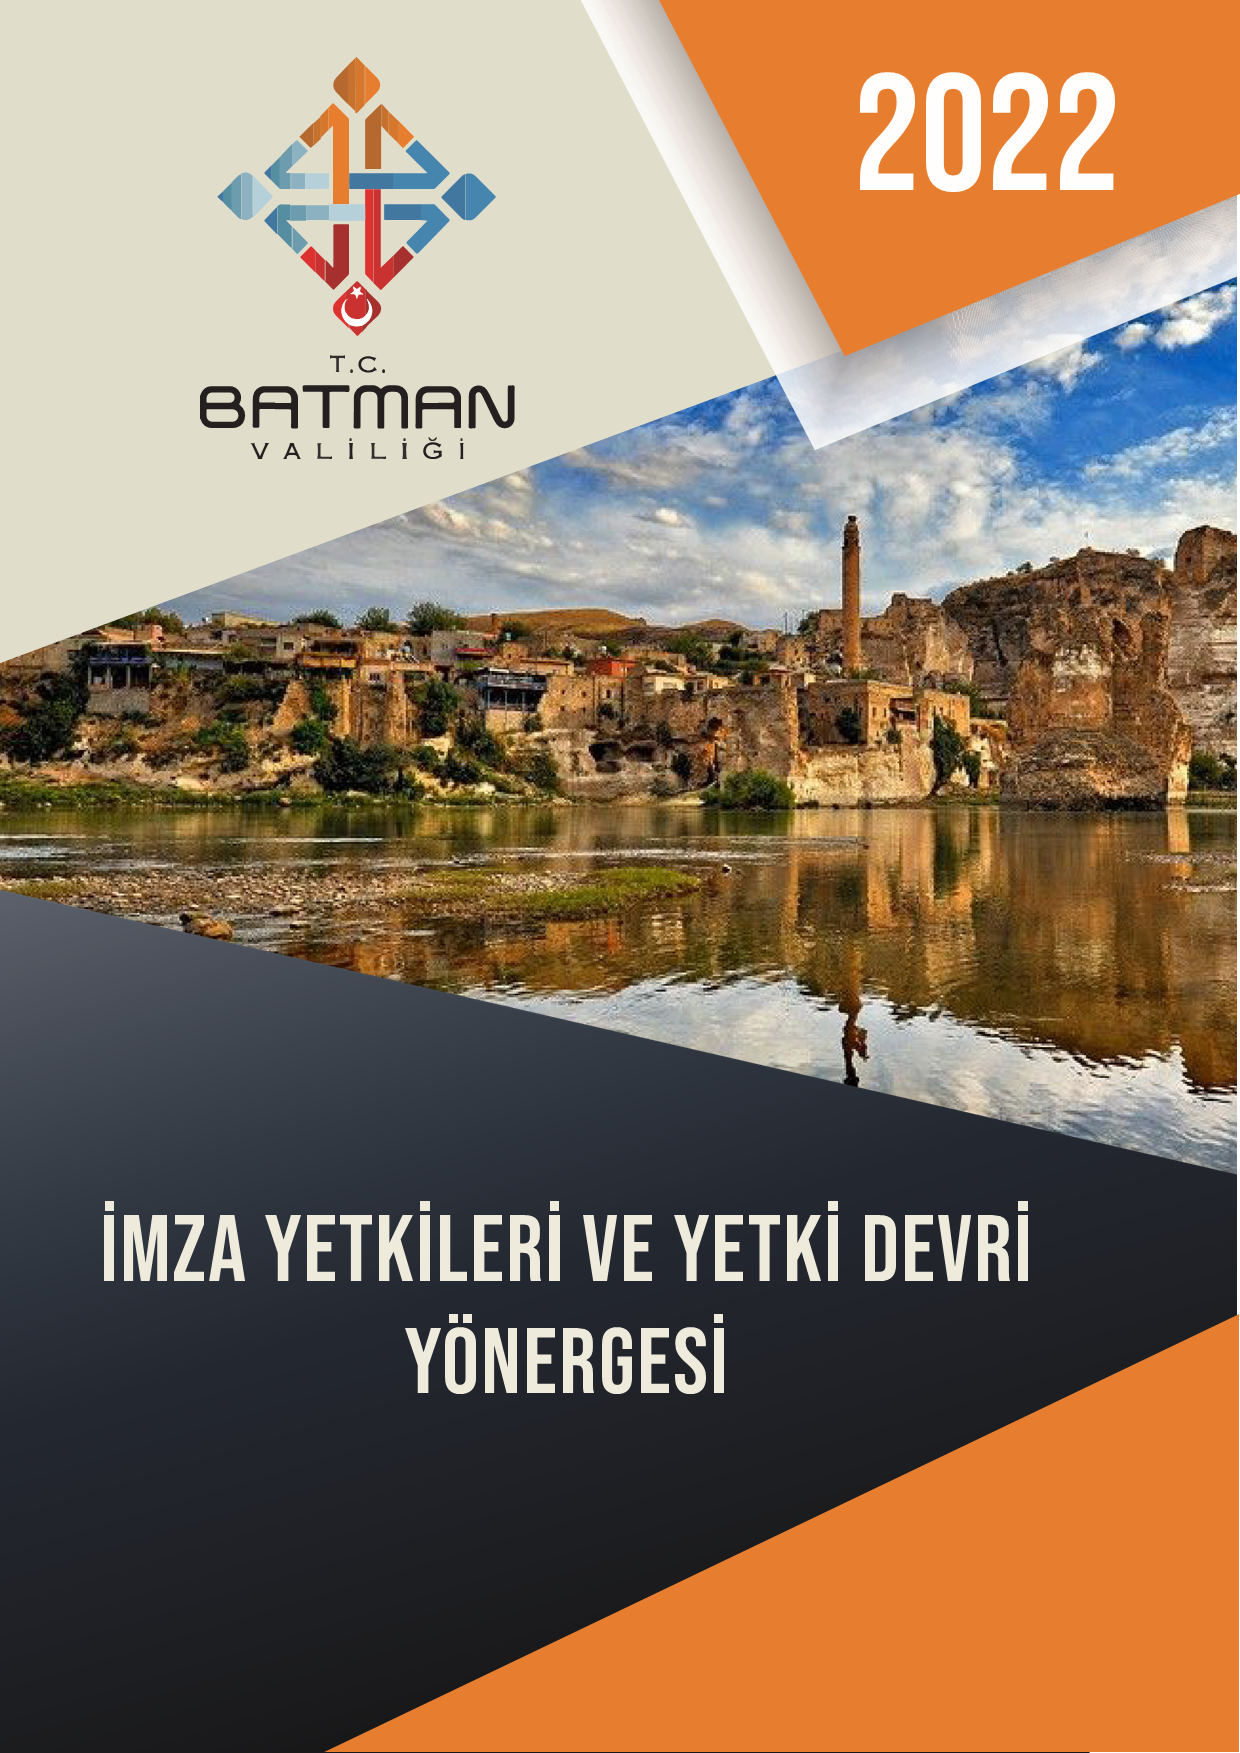 2022
T.C.
BATMAN
VALİLİĞİ
İMZA YETKİLERİ VE YETKİ DEVRİ
YÖNERGESİ